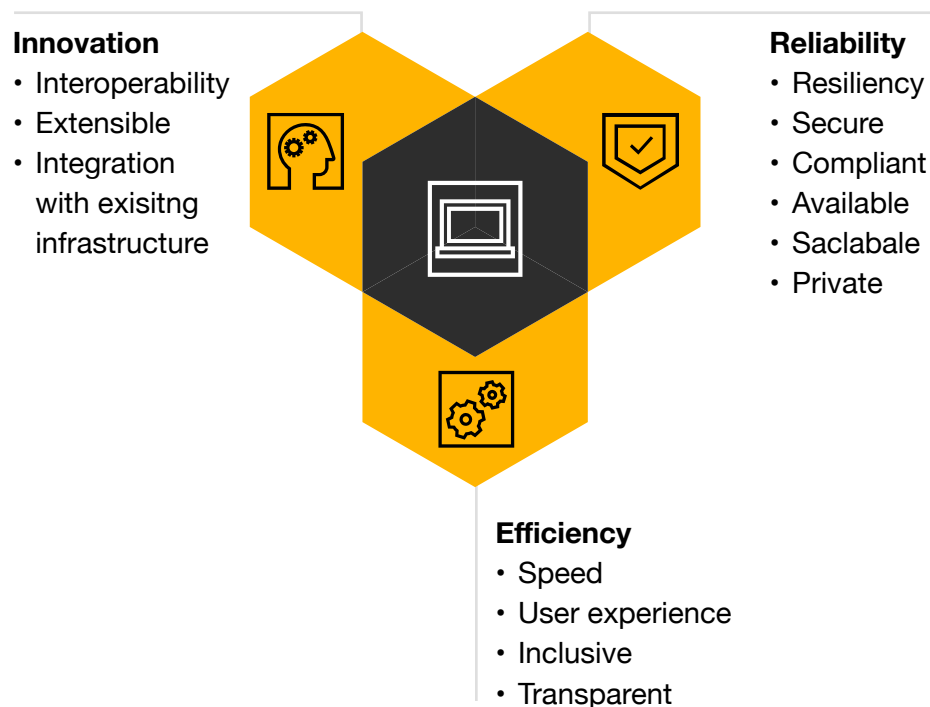 Innovation
• Interoperability
• Extensible
• Integration
with exisitng
infrastructure
Reliability
• Resiliency
• Secure
• Compliant
• Available
• Saclabale
• Private
Efficiency
• Speed
• User experience
• Inclusive
• Transparent